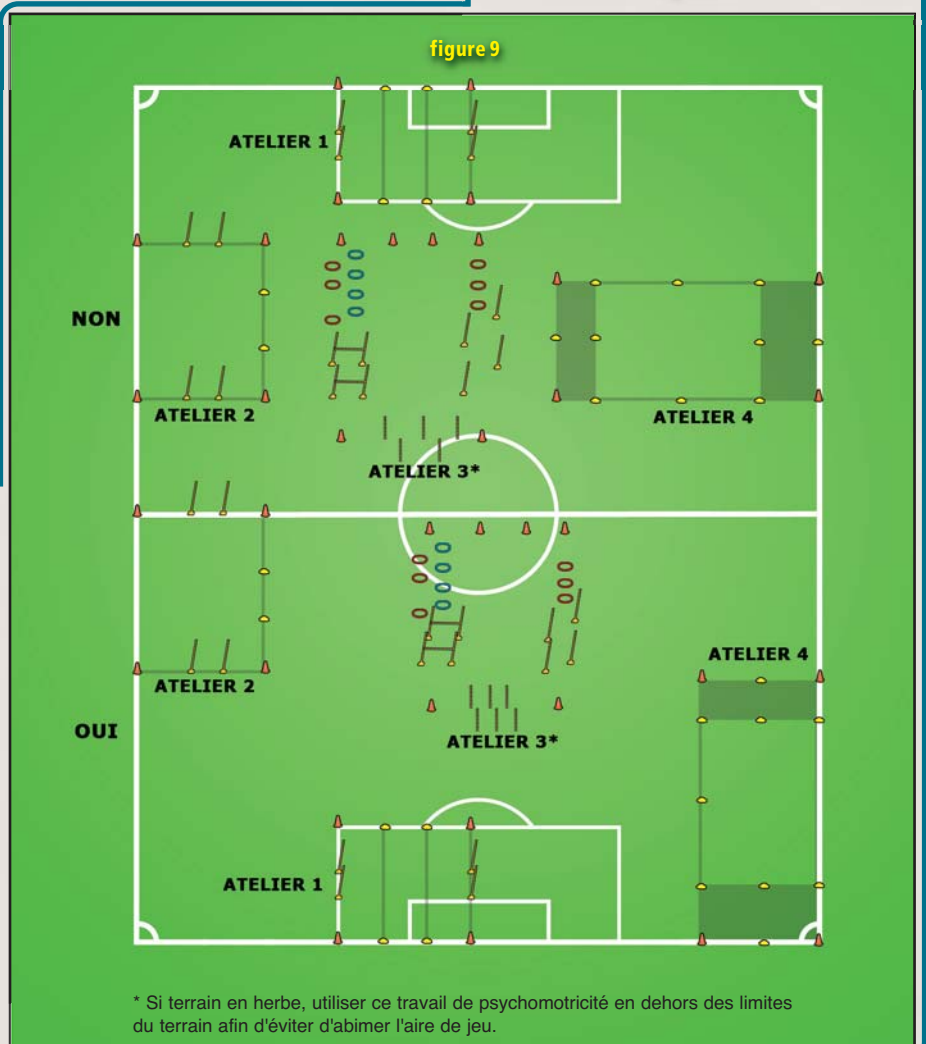 figure 9
ATELIER 1
NON
ATELIER 2
ATELIER 4
ATELIER 3*
ATELIER 4
ATELIER 2
OUI
ATELIER 3*
ATELIER 1
* Si terrain en herbe, utiliser ce travail de psychomotricité en dehors des limites
du terrain afin d'éviter d'abimer l'aire de jeu.